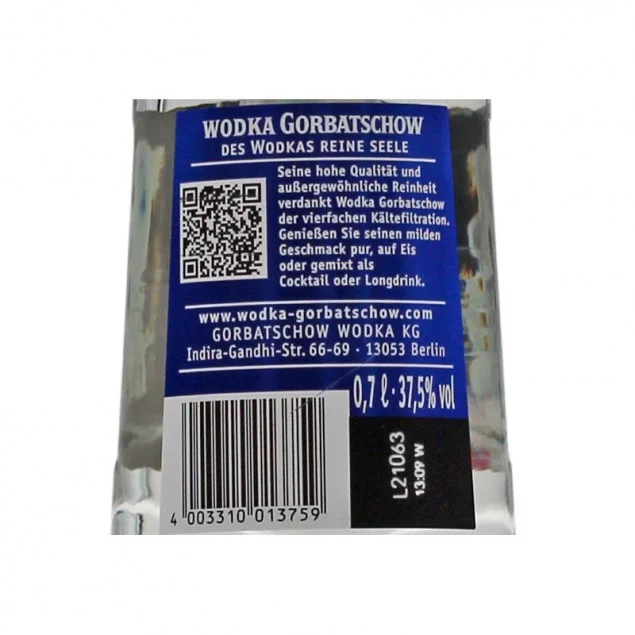 WODKA GORBATSCHOW
DES WODKAS REINE SEELE
Seine hohe Qualität und
außergewöhnliche Reinheit
verdankt Wodka Gorbatschow
der vierfachen Kältefiltration.
Genießen Sie seinen milden
Geschmack pur, auf Eis
oder gemixt als
Cocktail oder Longdrink.
www.wodka-gorbatschow.com
GORBATSCHOW WODKA KG
Indira-Gandhi-Str. 66-69 · 13053 Berlin
0,7 ℓ · 37,5% vol
L21063
13:09 W
4 003310 013759